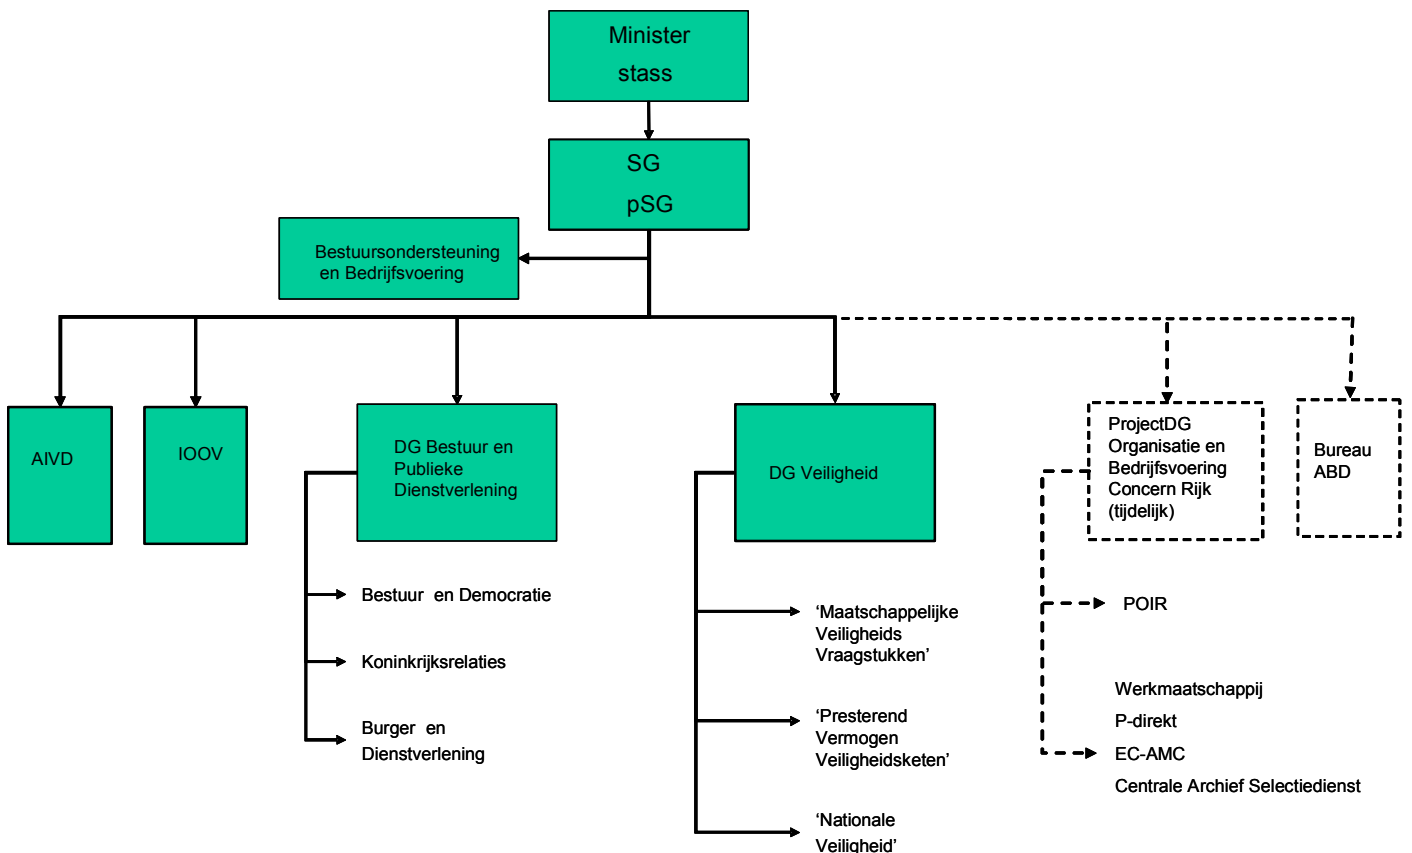 Minister
stass
SG
pSG
Bestuursondersteuning
en Bedrijfsvoering
AIVD
IOOV
DG Bestuur en
Publieke
Dienstverlening
DG Veiligheid
ProjectDG
Organisatie en
Bedrijfsvoering
Concern Rijk
(tijdelijk)
Bureau
ABD
Bestuur en Democratie
Koninkrijksrelaties
Burger en
Dienstverlening
‘Maatschappelijke
Veiligheids
Vraagstukken’
‘Presterend
Vermogen
Veiligheidsketen’
‘Nationale
Veiligheid’
POIR
Werkmaatschappij
P-direkt
EC-AMC
Centrale Archief Selectiedienst